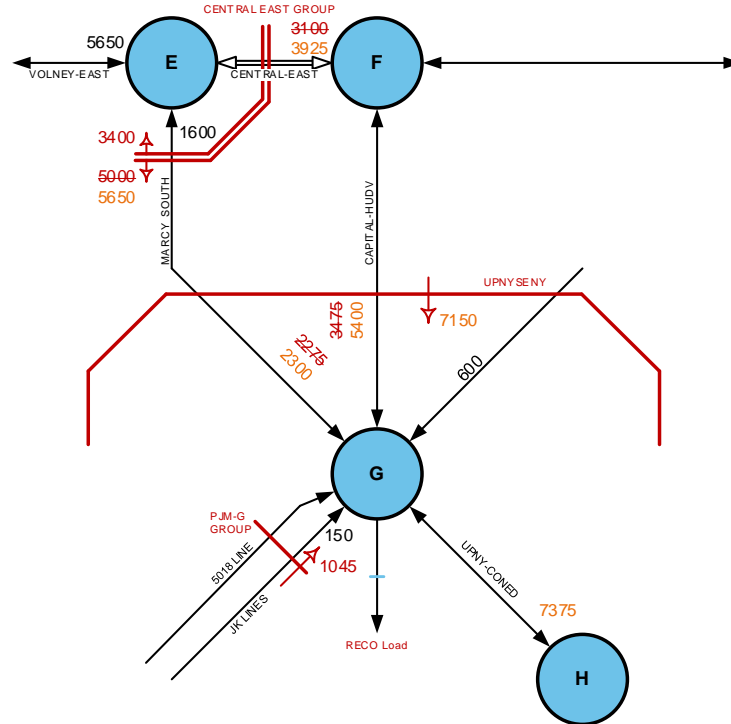 CENTRAL EAST GROUP
3100
3925
5650
E
F
VOLNEY-EAST
CENTRAL-EAST
1600
3400
5000
5650
MARCY SOUTH
CAPITAL-HUDV
UPNYSENY
7150
3475
5400
2275
2300
600
G
PJM-G
GROUP
150
1045
5018 LINE
JK LINES
UPNY-CONED
7375
RECO Load
H